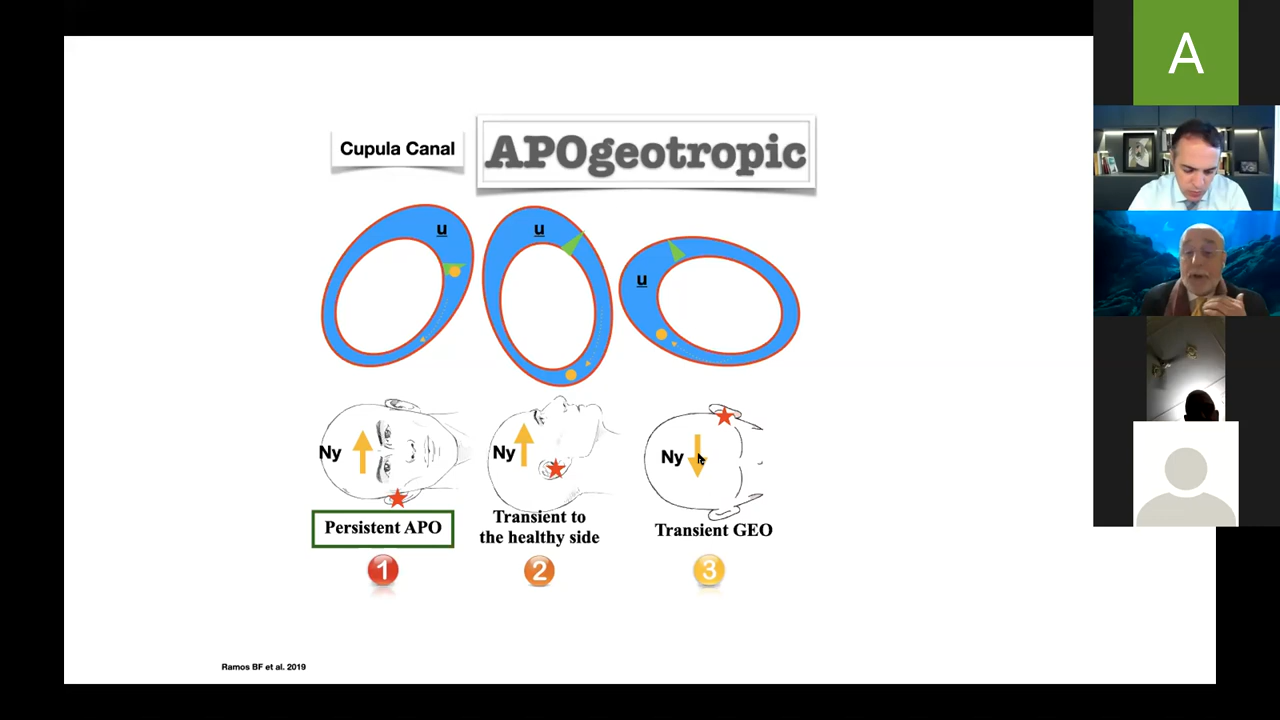 A
Cupula Canal
APOgeotropic
u
u
u
Ny
Ny
Ny
Persistent APO
Transient to
the healthy side
Transient GEO
1
2
3
Ramos BF et al. 2019